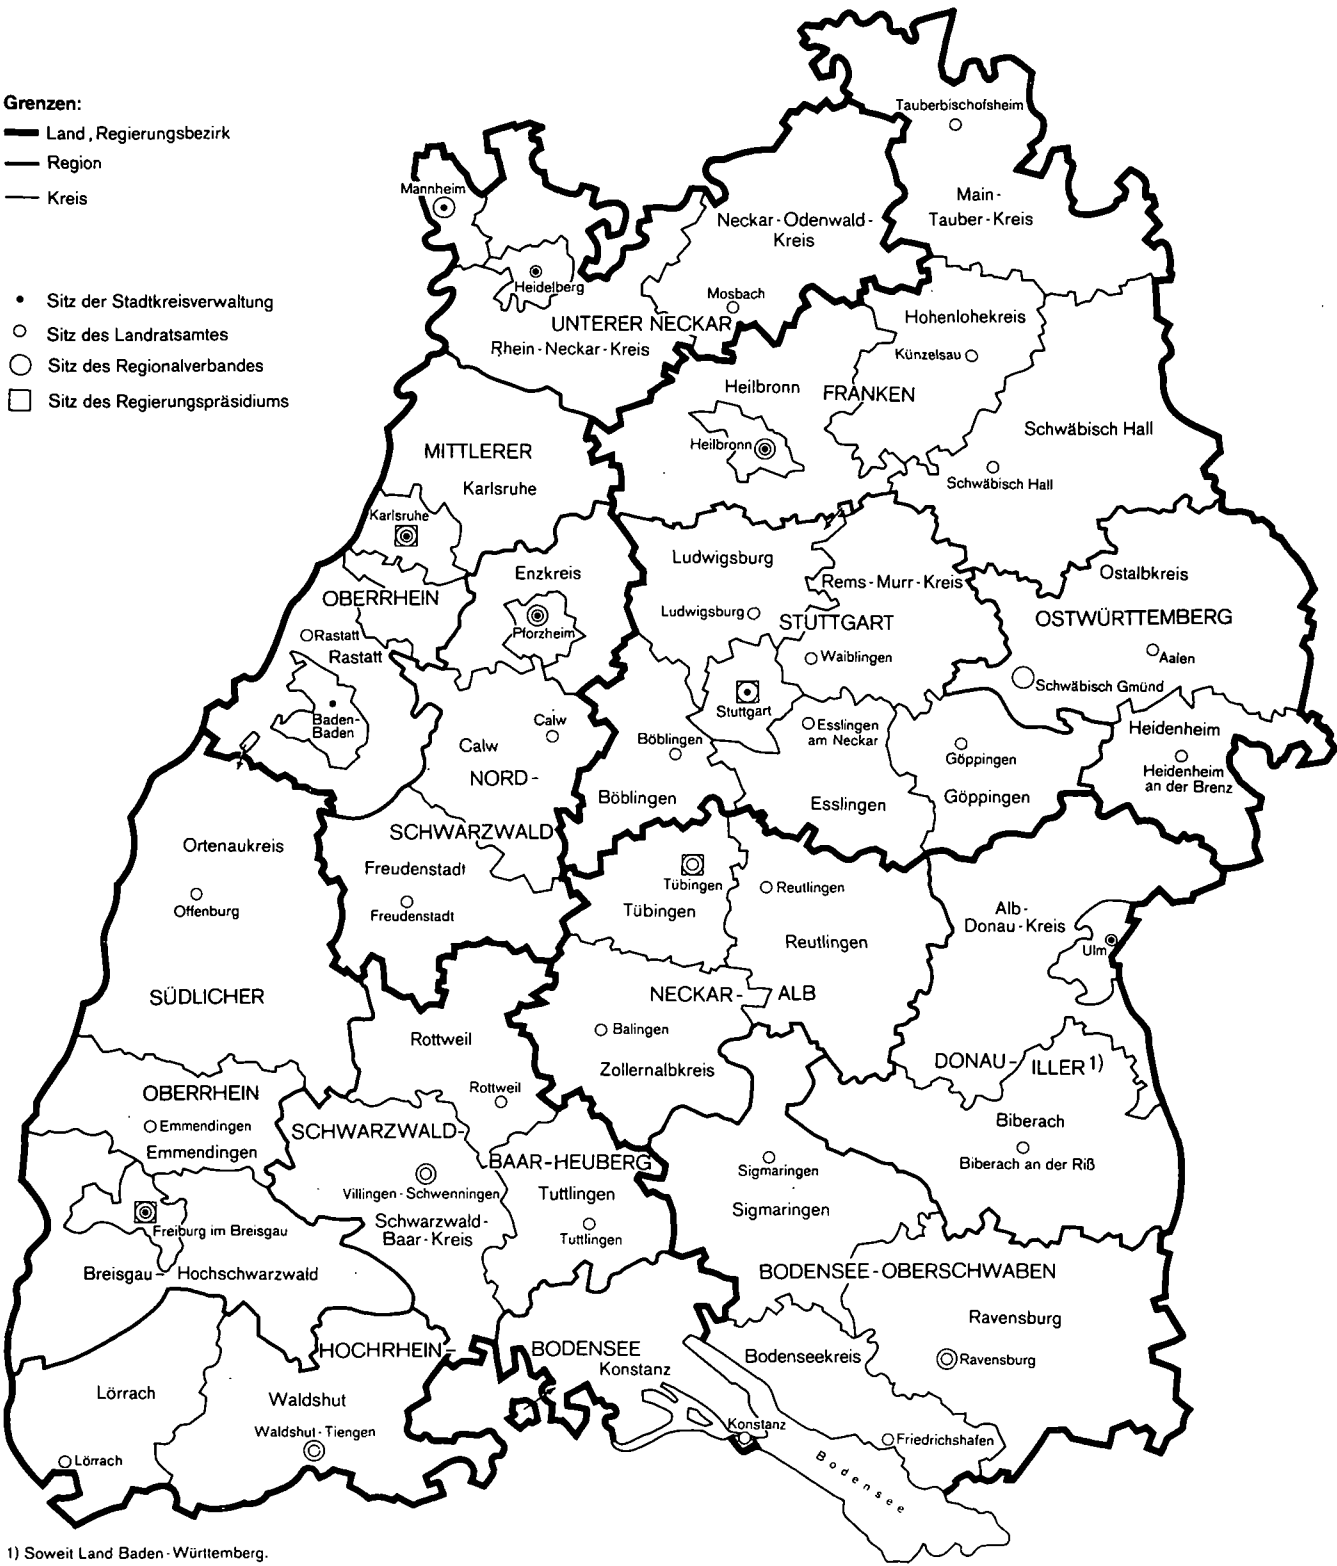 Grenzen:
Land, Regierungsbezirk
Region
Kreis
Sitz der Stadtkreisverwaltung
Sitz des Landratsamtes
Sitz des Regionalverbandes
Sitz des Regierungspräsidiums
Tauberbischofsheim
Main-
Tauber-Kreis
Mannheim
Neckar-Odenwald-
Kreis
Heidelberg
Mosbach
UNTERER NECKAR
Rhein-Neckar-Kreis
Hohenlohekreis
Künzelsau
Heilbronn
FRANKEN
Heilbronn
Schwäbisch Hall
Schwäbisch Hall
MITTLERER
Karlsruhe
Karlsruhe
Enzkreis
Pforzheim
OBERRHEIN
Rastatt
Rastatt
Baden-
Baden
Ludwigsburg
Ludwigsburg
Rems-Murr-Kreis
STUTTGART
Waiblingen
Stuttgart
Ostalbkreis
OSTWÜRTTEMBERG
Aalen
Schwäbisch Gmünd
Heidenheim
Heidenheim
an der Brenz
Calw
Calw
NORD-
SCHWARZWALD
Böblingen
Böblingen
Esslingen
am Neckar
Esslingen
Göppingen
Göppingen
Ortenaukreis
Offenburg
Freudenstadt
Freudenstadt
Tübingen
Tübingen
Reutlingen
Reutlingen
Alb-
Donau-Kreis
Ulm
SÜDLICHER
NECKAR-ALB
Rottweil
Balingen
Zollernalbkreis
Rottweil
DONAU-ILLER 1)
Biberach
Biberach an der Riß
OBERRHEIN
Emmendingen
Emmendingen
SCHWARZWALD-
BAAR-HEUBERG
Villingen-Schwenningen
Schwarzwald-
Baar-Kreis
Tuttlingen
Tuttlingen
Sigmaringen
Sigmaringen
Freiburg im Breisgau
Breisgau-Hochschwarzwald
BODENSEE-OBERSCHWABEN
Ravensburg
Ravensburg
Bodenseekreis
HOCHRHEIN-
BODENSEE
Konstanz
Lörrach
Waldshut
Waldshut-Tiengen
Lörrach
Konstanz
Friedrichshafen
Bodensee
1) Soweit Land Baden-Württemberg.